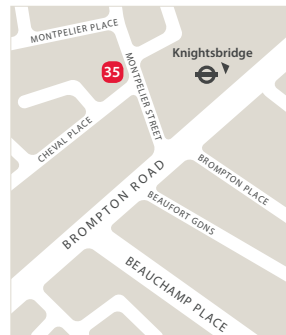 MONTPELIER PLACE
Knightsbridge
35
MONTPELIER STREET
CHEVAL PLACE
BROMPTON ROAD
BROMPTON PLACE
BEAUFORT GDNS
BEAUCHAMP PLACE